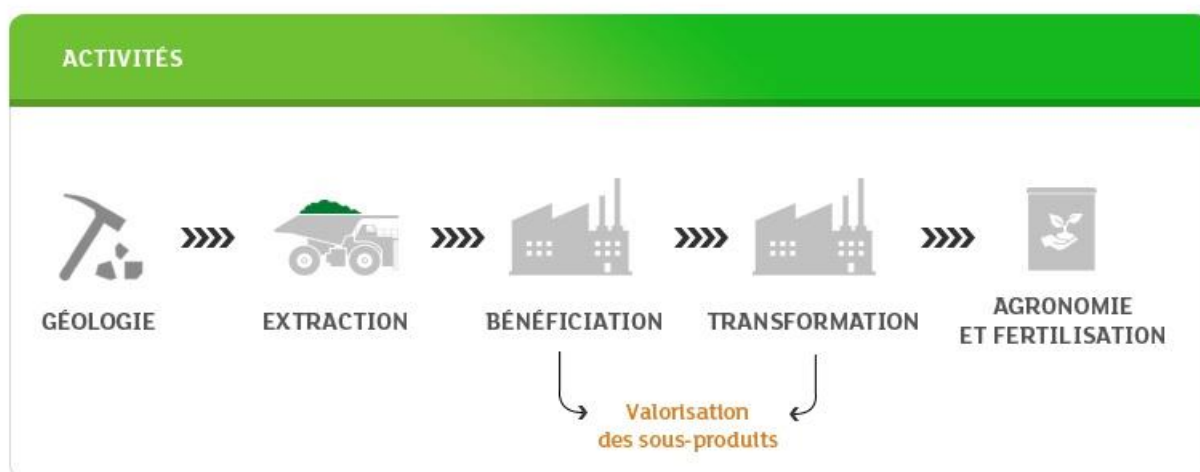 ACTIVITÉS
GÉOLOGIE
EXTRACTION
BÉNÉFICIATION
TRANSFORMATION
AGRONOMIE
ET FERTILISATION
Valorisation
des sous-produits